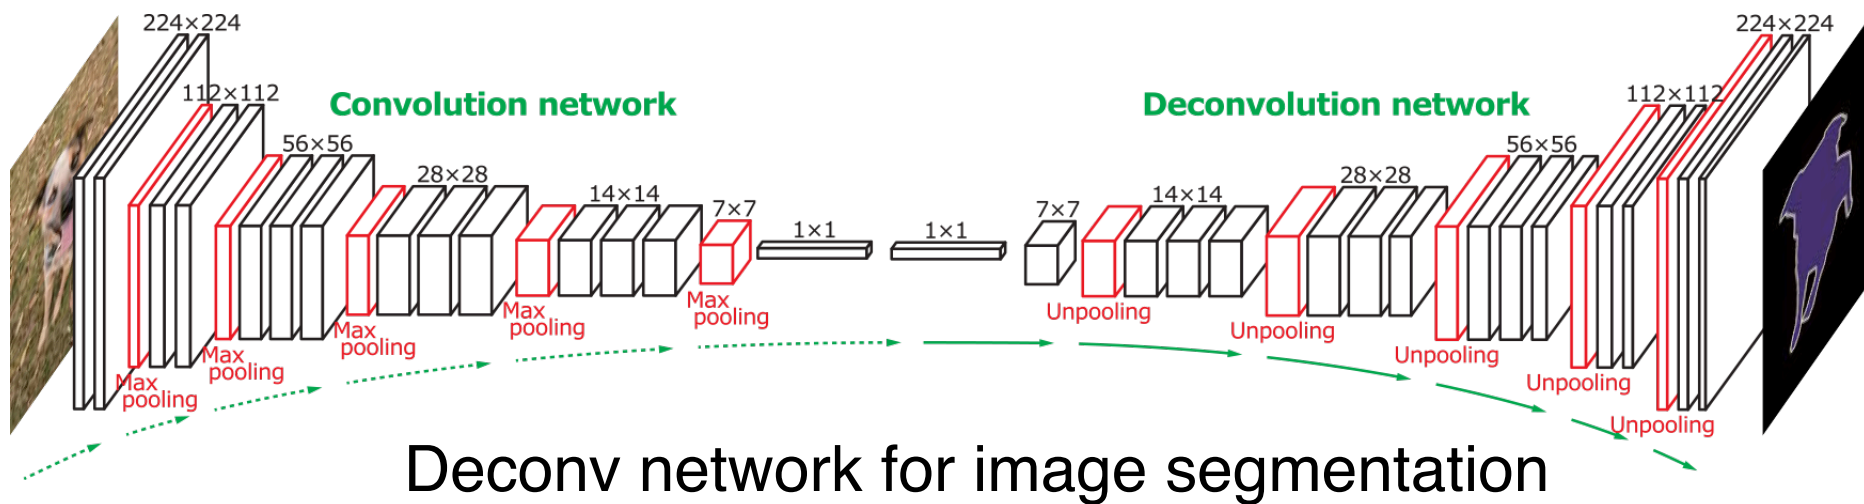 224×224
112×112
56×56
28×28
14×14
7×7
1×1
1×1
7×7
14×14
28×28
56×56
112×112
224×224
Convolution network
Deconvolution network
Max
pooling
Max
pooling
Max
pooling
Max
pooling
Max
pooling
Unpooling
Unpooling
Unpooling
Unpooling
Unpooling
Deconv network for image segmentation